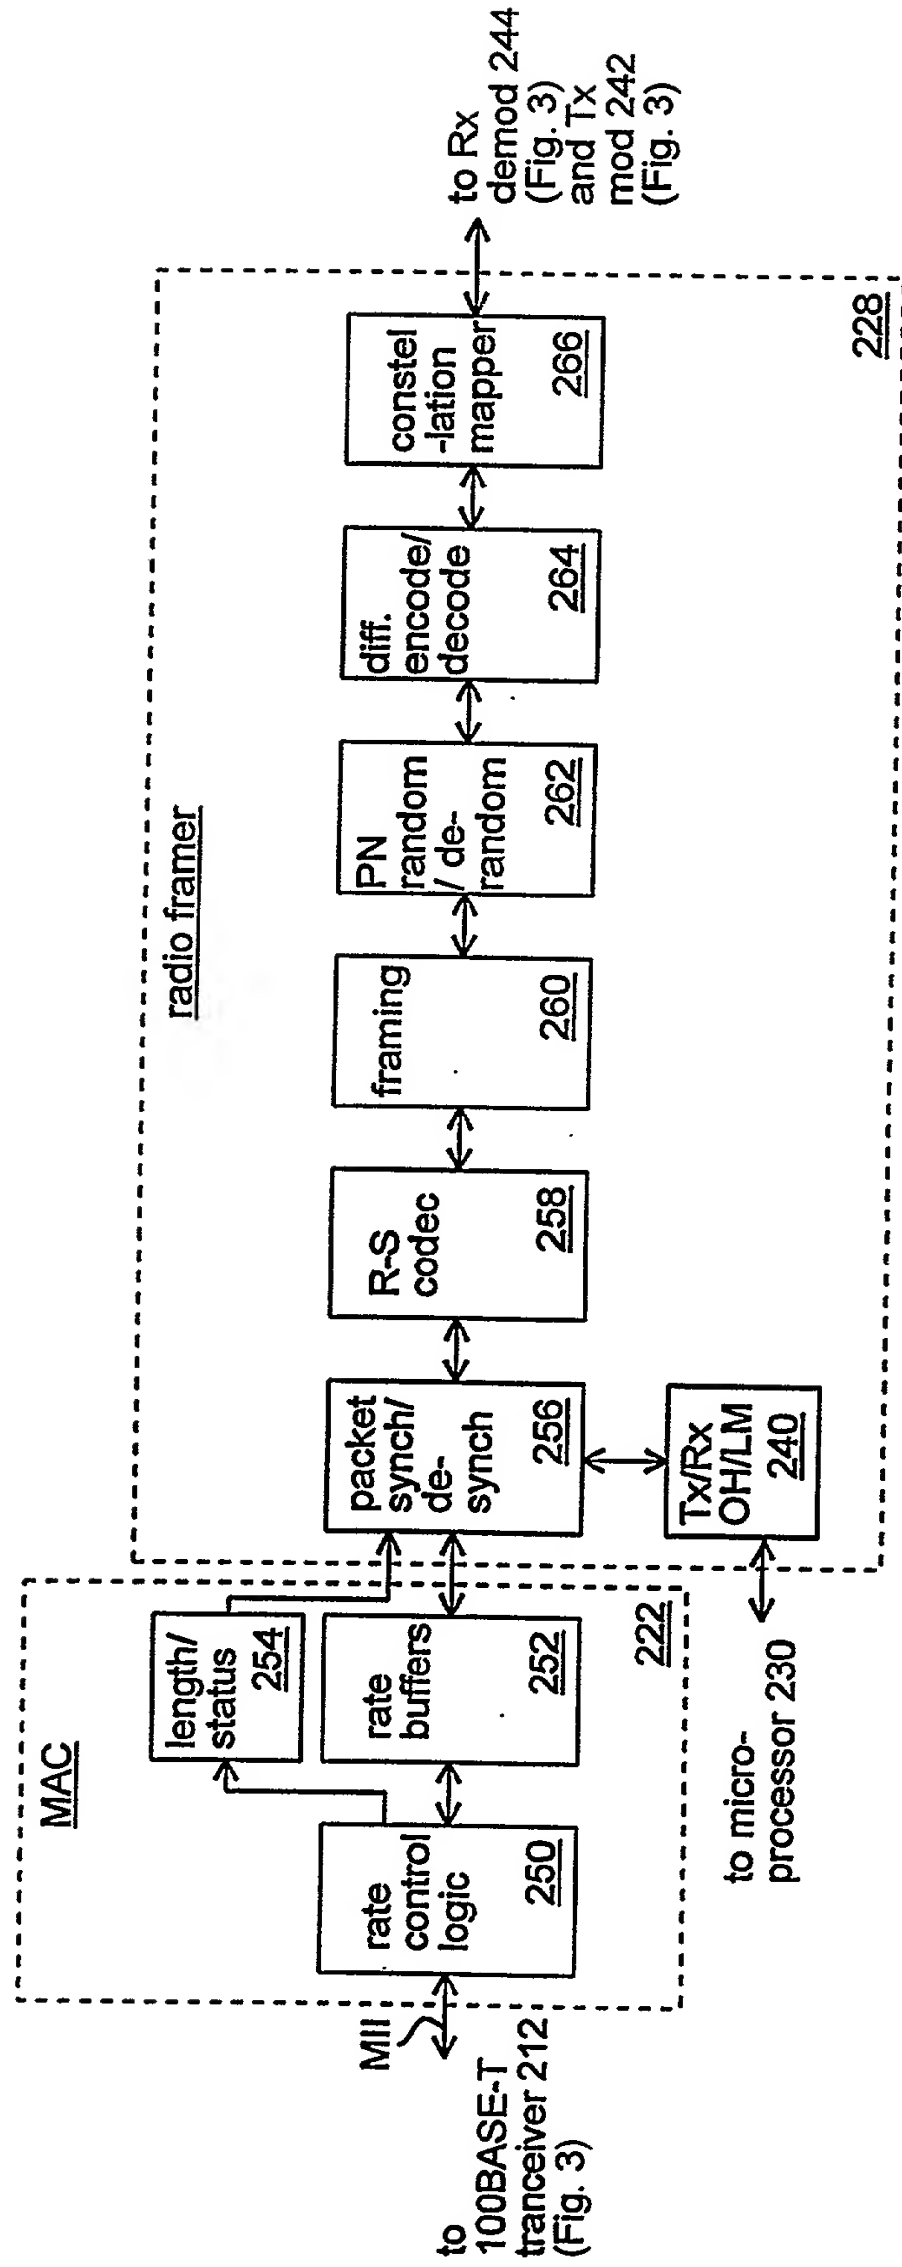 to
100BASE-T
tranceiver 212
(Fig. 3)
MII
MAC
rate
control
logic
250
length/
status
254
rate
buffers
252
222
to micro-
processor 230
radio framer
packet
synch/
de-
synch
256
Tx/Rx
OH/LM
240
R-S
codec
258
framing
260
PN
random
/ de-
random
262
diff.
encode/
decode
264
constel
-lation
mapper
266
228
to Rx
demod 244
(Fig. 3)
and Tx
mod 242
(Fig. 3)